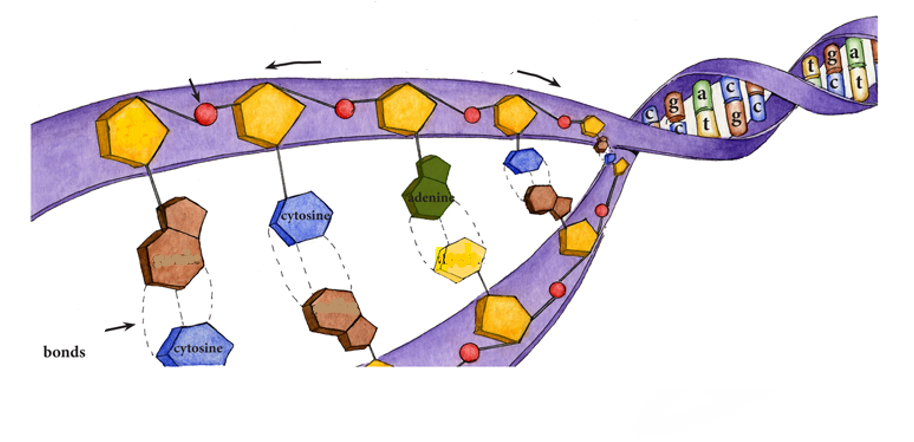 t g a
c t
c g a c c
c t g c
cytosine
adenine
bonds
cytosine